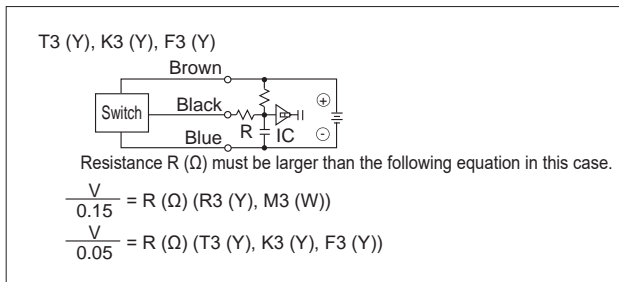 T3 (Y), K3 (Y), F3 (Y)
Brown
Switch
Black
R
IC
+
-
Blue
Resistance R (Ω) must be larger than the following equation in this case.
V
0.15 = R (Ω) (R3 (Y), M3 (W))
V
0.05 = R (Ω) (T3 (Y), K3 (Y), F3 (Y))